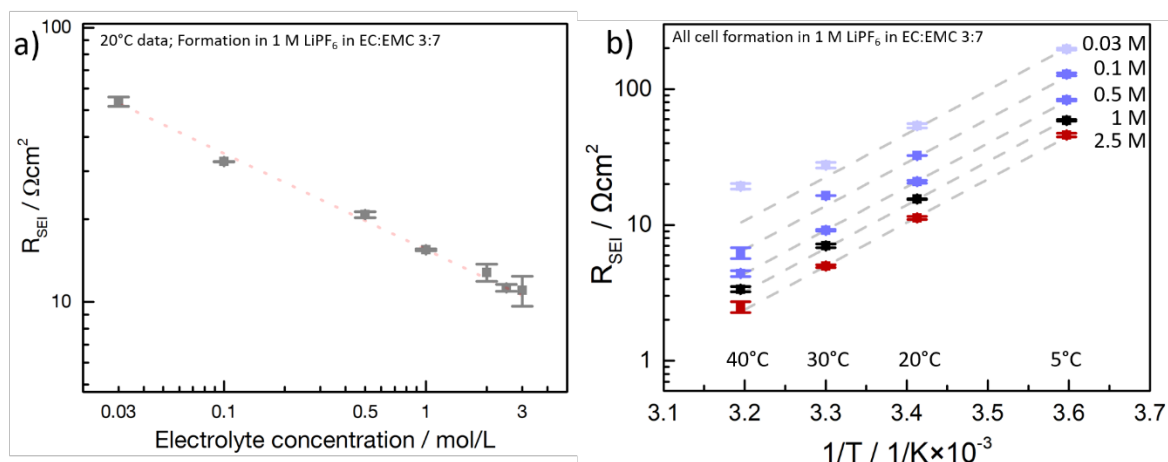 a)
20°C data; Formation in 1 M LiPF₆ in EC:EMC 3:7
100
10
R_SEI / Ωcm²
0.03 0.1 0.5 1 3
Electrolyte concentration / mol/L
b)
All cell formation in 1 M LiPF₆ in EC:EMC 3:7
0.03 M
0.1 M
0.5 M
1 M
2.5 M
100
10
1
R_SEI / Ωcm²
40°C 30°C 20°C 5°C
3.1 3.2 3.3 3.4 3.5 3.6 3.7
1/T / 1/K×10⁻³